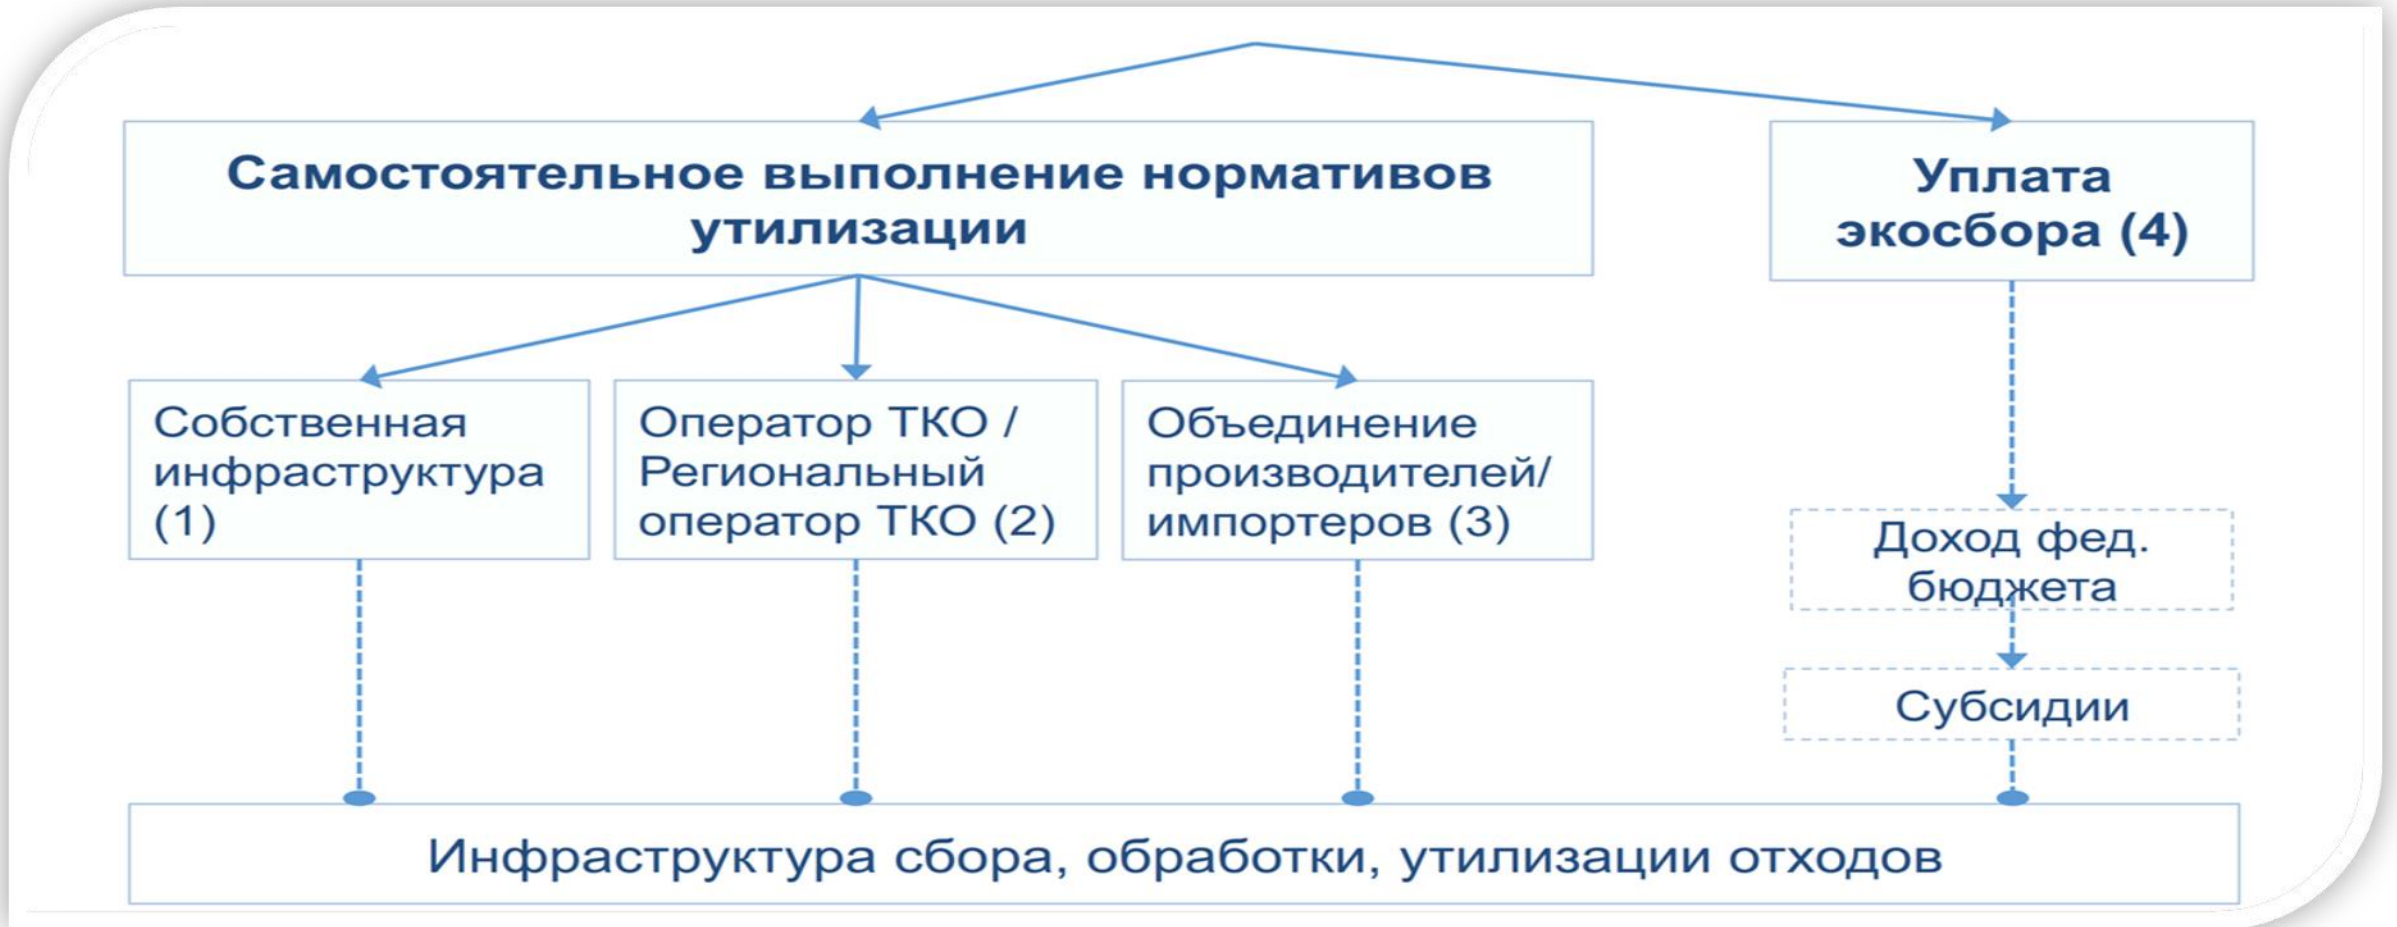 Самостоятельное выполнение нормативов
утилизации
Уплата
экосбора (4)
Собственная
инфраструктура
(1)
Оператор ТКО /
Региональный
оператор ТКО (2)
Объединение
производителей/
импортеров (3)
Доход фед.
бюджета
Субсидии
Инфраструктура сбора, обработки, утилизации отходов